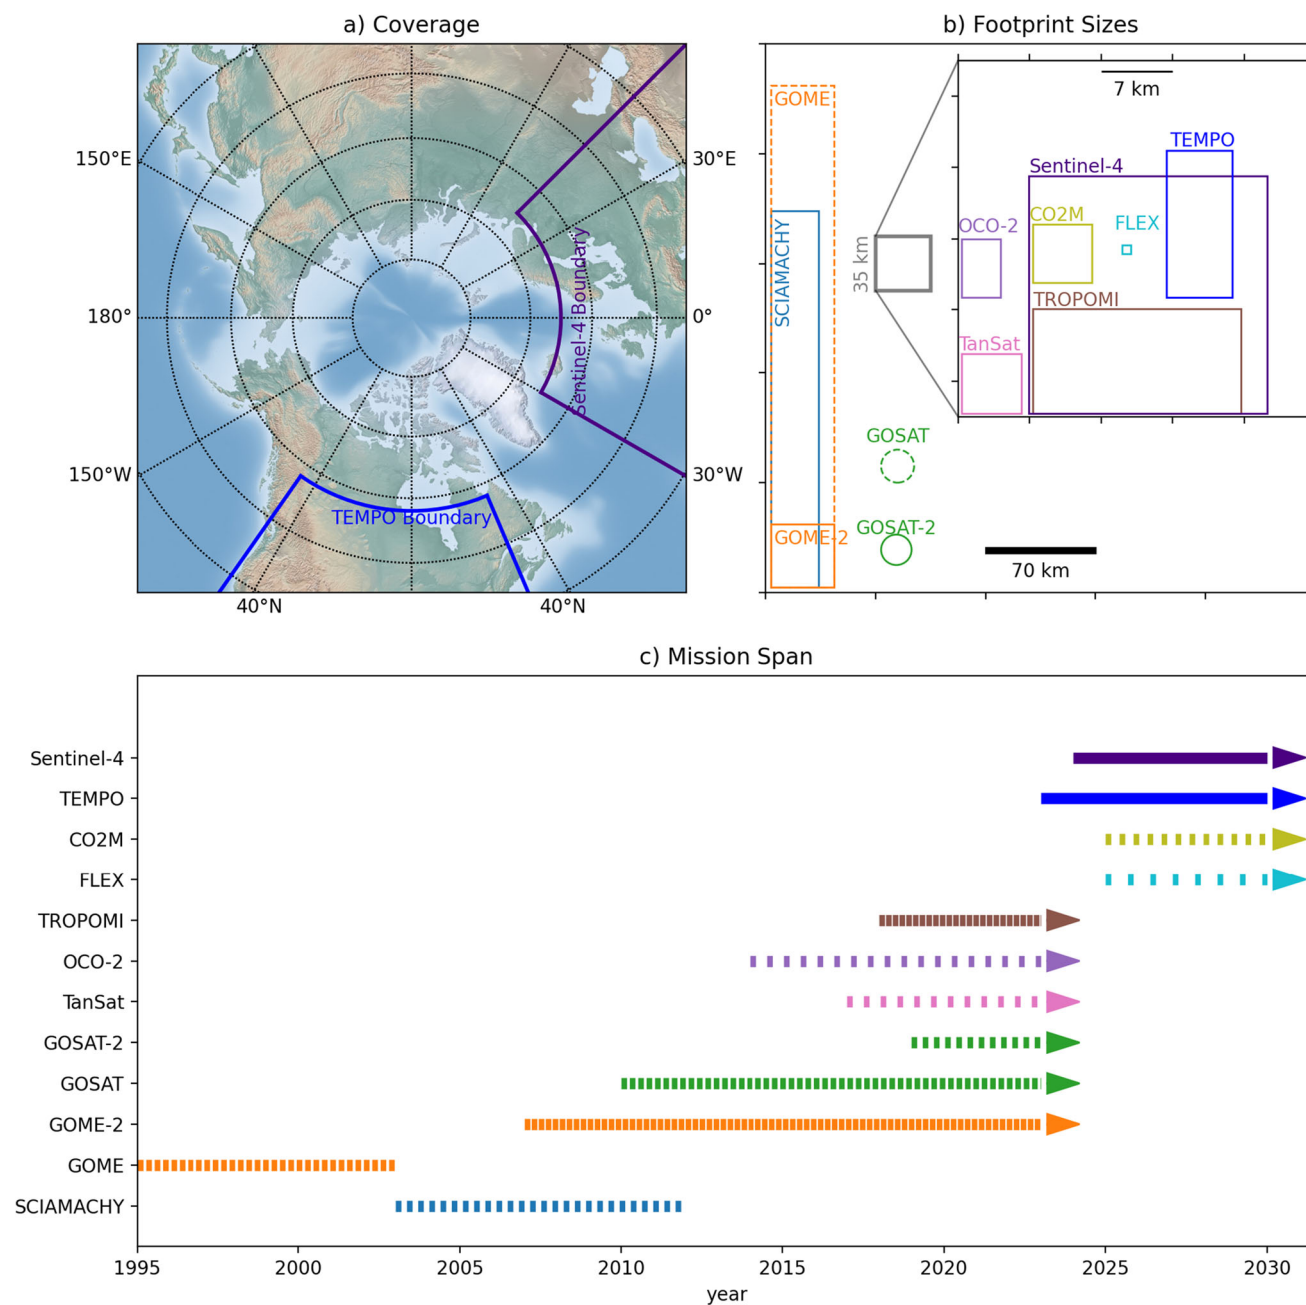 a) Coverage
150°E
180°
150°W
30°E
0°
30°W
40°N
40°N
Sentinel-4 Boundary
TEMPO Boundary
b) Footprint Sizes
GOME
SCIAMACHY
GOME-2
35 km
GOSAT
GOSAT-2
70 km
7 km
TEMPO
Sentinel-4
OCO-2
CO2M
FLEX
TROPOMI
TanSat
c) Mission Span
Sentinel-4
TEMPO
CO2M
FLEX
TROPOMI
OCO-2
TanSat
GOSAT-2
GOSAT
GOME-2
GOME
SCIAMACHY
1995 2000 2005 2010 2015 2020 2025 2030
year